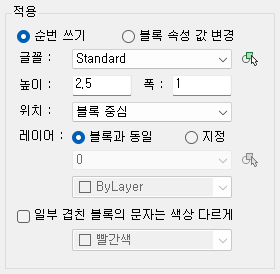 적용
순번 쓰기 블록 속성 값 변경
글꼴 : Standard
높이 : 2,5 폭 : 1
위치 : 블록 중심
레이어 : 블록과 동일 지정
0
ByLayer
일부 겹친 블록의 문자는 색상 다르게
빨간색